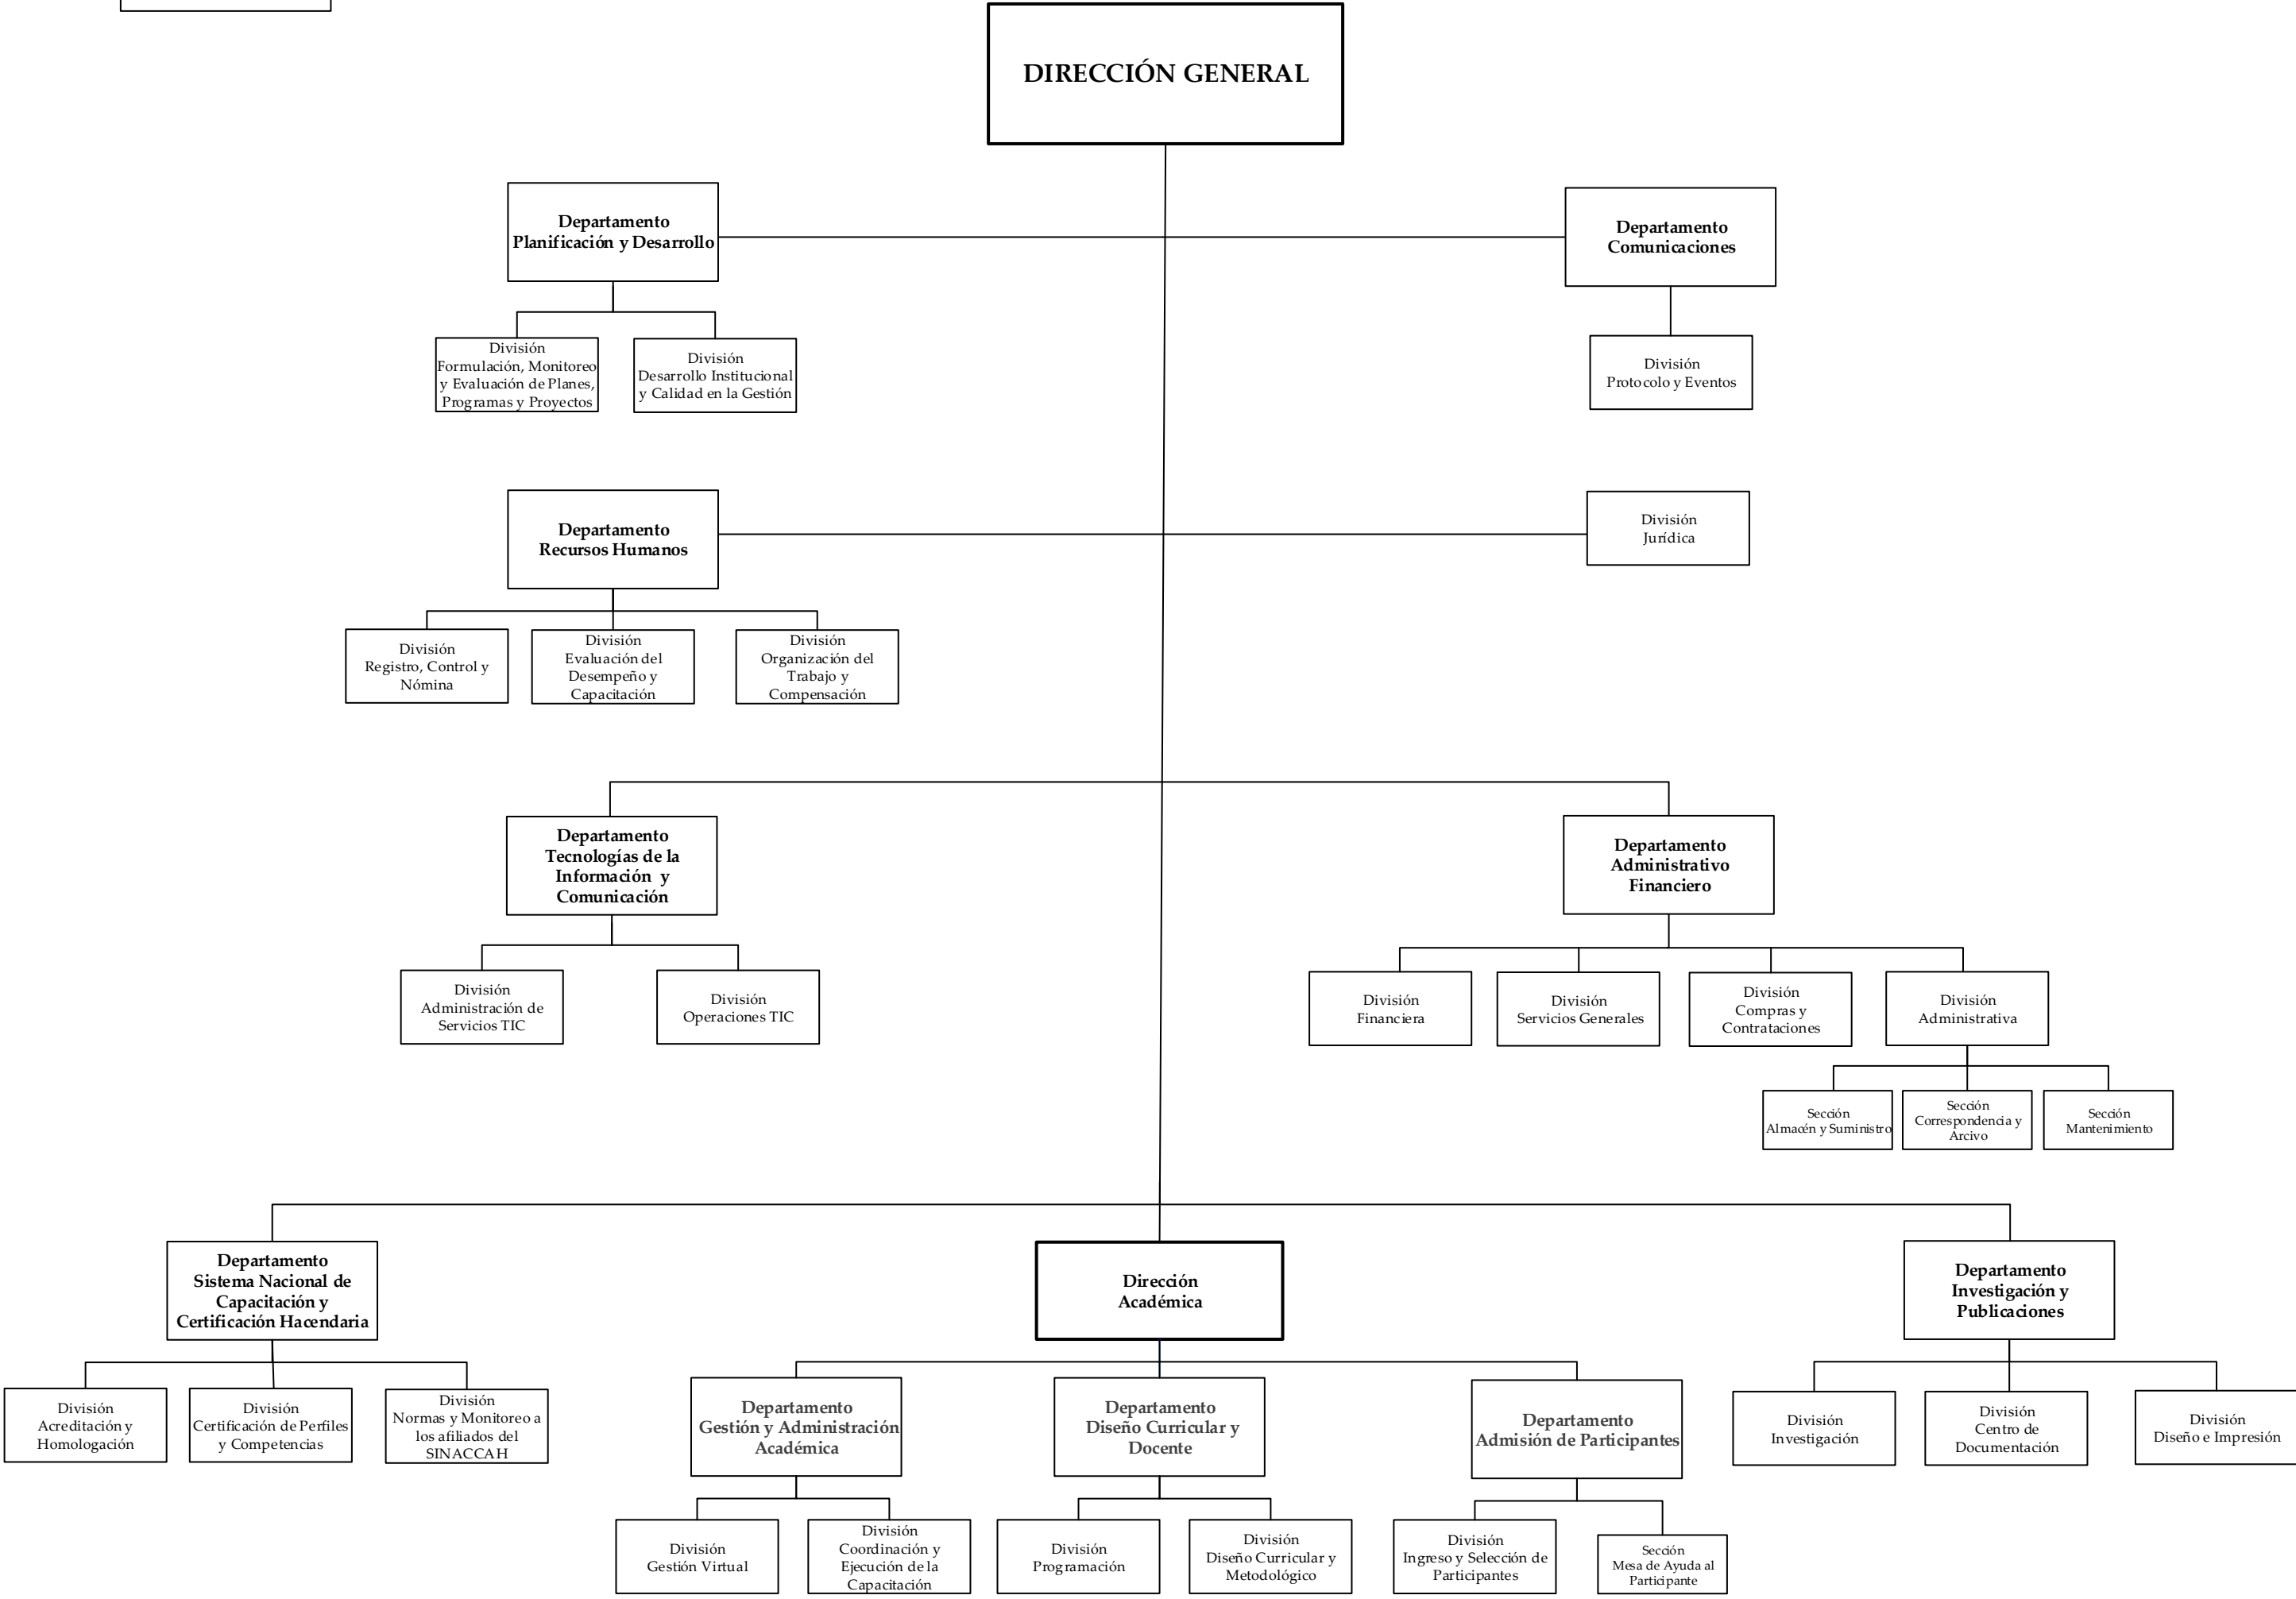 DIRECCIÓN GENERAL
Departamento
Planificación y Desarrollo
Departamento
Comunicaciones
División
Formulación, Monitoreo
y Evaluación de Planes,
Programas y Proyectos
División
Desarrollo Institucional
y Calidad en la Gestión
División
Protocolo y Eventos
Departamento
Recursos Humanos
División
Jurídica
División
Registro, Control y
Nómina
División
Evaluación del
Desempeño y
Capacitación
División
Organización del
Trabajo y
Compensación
Departamento
Tecnologías de la
Información y
Comunicación
Departamento
Administrativo
Financiero
División
Administración de
Servicios TIC
División
Operaciones TIC
División
Financiera
División
Servicios Generales
División
Compras y
Contrataciones
División
Administrativa
Sección
Almacén y Suministro
Sección
Correspondencia y
Arcivo
Sección
Mantenimiento
Departamento
Sistema Nacional de
Capacitación y
Certificación Hacendaria
Dirección
Académica
Departamento
Investigación y
Publicaciones
División
Acreditación y
Homologación
División
Certificación de Perfiles
y Competencias
División
Normas y Monitoreo a
los afiliados del
SINACCAH
Departamento
Gestión y Administración
Académica
Departamento
Diseño Curricular y
Docente
Departamento
Admisión de Participantes
División
Investigación
División
Centro de
Documentación
División
Diseño e Impresión
División
Gestión Virtual
División
Coordinación y
Ejecución de la
Capacitación
División
Programación
División
Diseño Curricular y
Metodológico
División
Ingreso y Selección de
Participantes
Sección
Mesa de Ayuda al
Participante